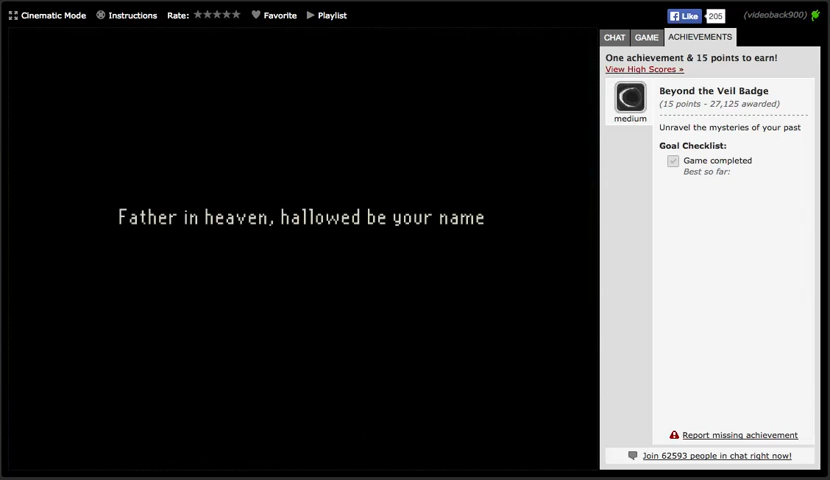 Cinematic Mode Instructions Rate: Favorite Playlist Like 205 (videoback900)
CHAT GAME ACHIEVEMENTS
One achievement & 15 points to earn!
View High Scores »
Beyond the Veil Badge
(15 points - 27,125 awarded)
medium
Unravel the mysteries of your past
Goal Checklist:
Game completed
Best so far:
Father in heaven, hallowed be your name
Report missing achievement
Join 62593 people in chat right now!